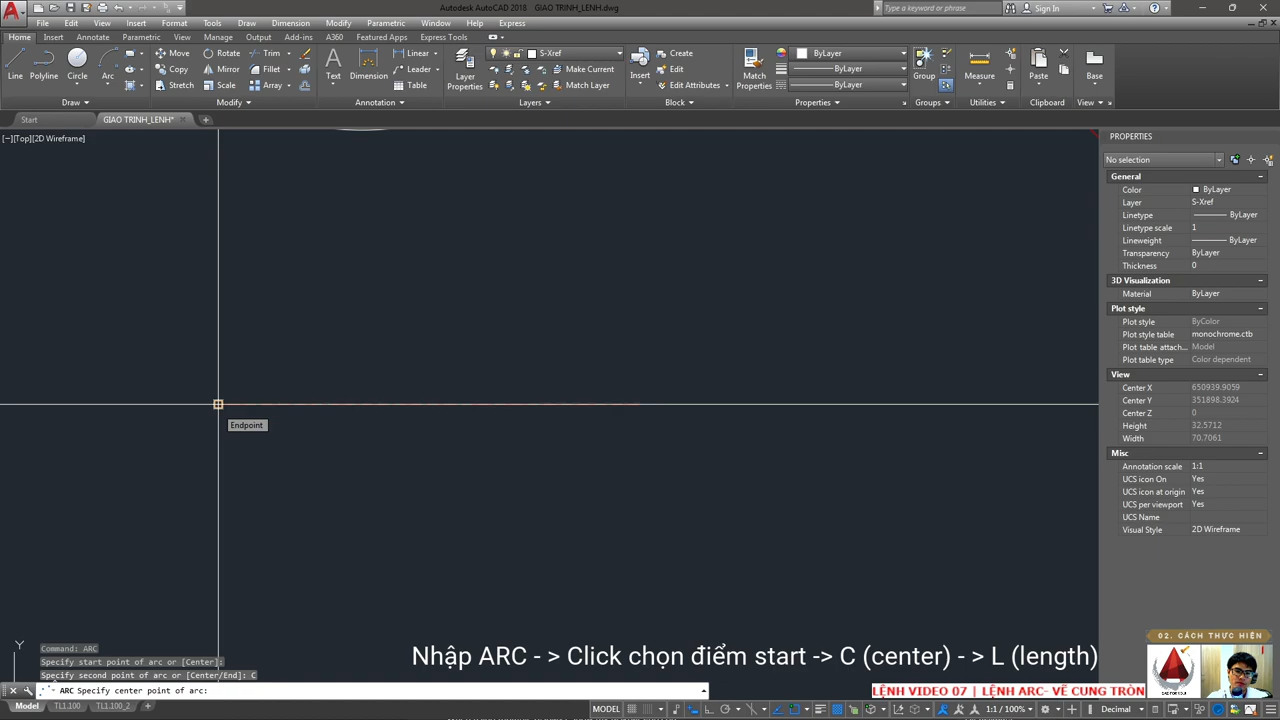 Autodesk AutoCAD 2018 GIAO TRINH_LENH.dwg
Type a keyword or phrase
Sign In
File Edit View Insert Format Tools Draw Dimension Modify Parametric Window Help Express
Home Insert Annotate Parametric View Manage Output Add-ins A360 Featured Apps Express Tools
Line Polyline Circle Arc
Move Rotate Trim
Copy Mirror Fillet
Stretch Scale Array
Text Dimension
Linear
Leader
Table
Layer Properties
S-Xref
Make Current
Match Layer
Insert
Create
Edit
Edit Attributes
Match Properties
ByLayer
ByLayer
ByLayer
Group
Measure
Paste
Base
Draw Modify Annotation Layers Block Properties Groups Utilities Clipboard View
Start GIAO TRINH_LENH*
[−][Top][2D Wireframe]
Endpoint
PROPERTIES
No selection
General
Color ByLayer
Layer S-Xref
Linetype ByLayer
Linetype scale 1
Lineweight ByLayer
Transparency ByLayer
Thickness 0
3D Visualization
Material ByLayer
Plot style
Plot style ByColor
Plot style table monochrome.ctb
Plot table attach... Model
Plot table type Color dependent
View
Center X 650939.9059
Center Y 351898.3924
Center Z 0
Height 32.5712
Width 70.7061
Misc
Annotation scale 1:1
UCS icon On Yes
UCS icon at origin Yes
UCS per viewport Yes
UCS Name
Visual Style 2D Wireframe
02. CÁCH THỰC HIỆN
Y
Command: ARC
Specify start point of arc or [Center]:
Specify second point of arc or [Center/End]: C
ARC Specify center point of arc:
Nhập ARC - > Click chọn điểm start -> C (center) - > L (length)
LỆNH VIDEO 07 | LỆNH ARC- VẼ CUNG TRÒN
Model TL1.100 TL1.100_2
MODEL 1:1 / 100% Decimal